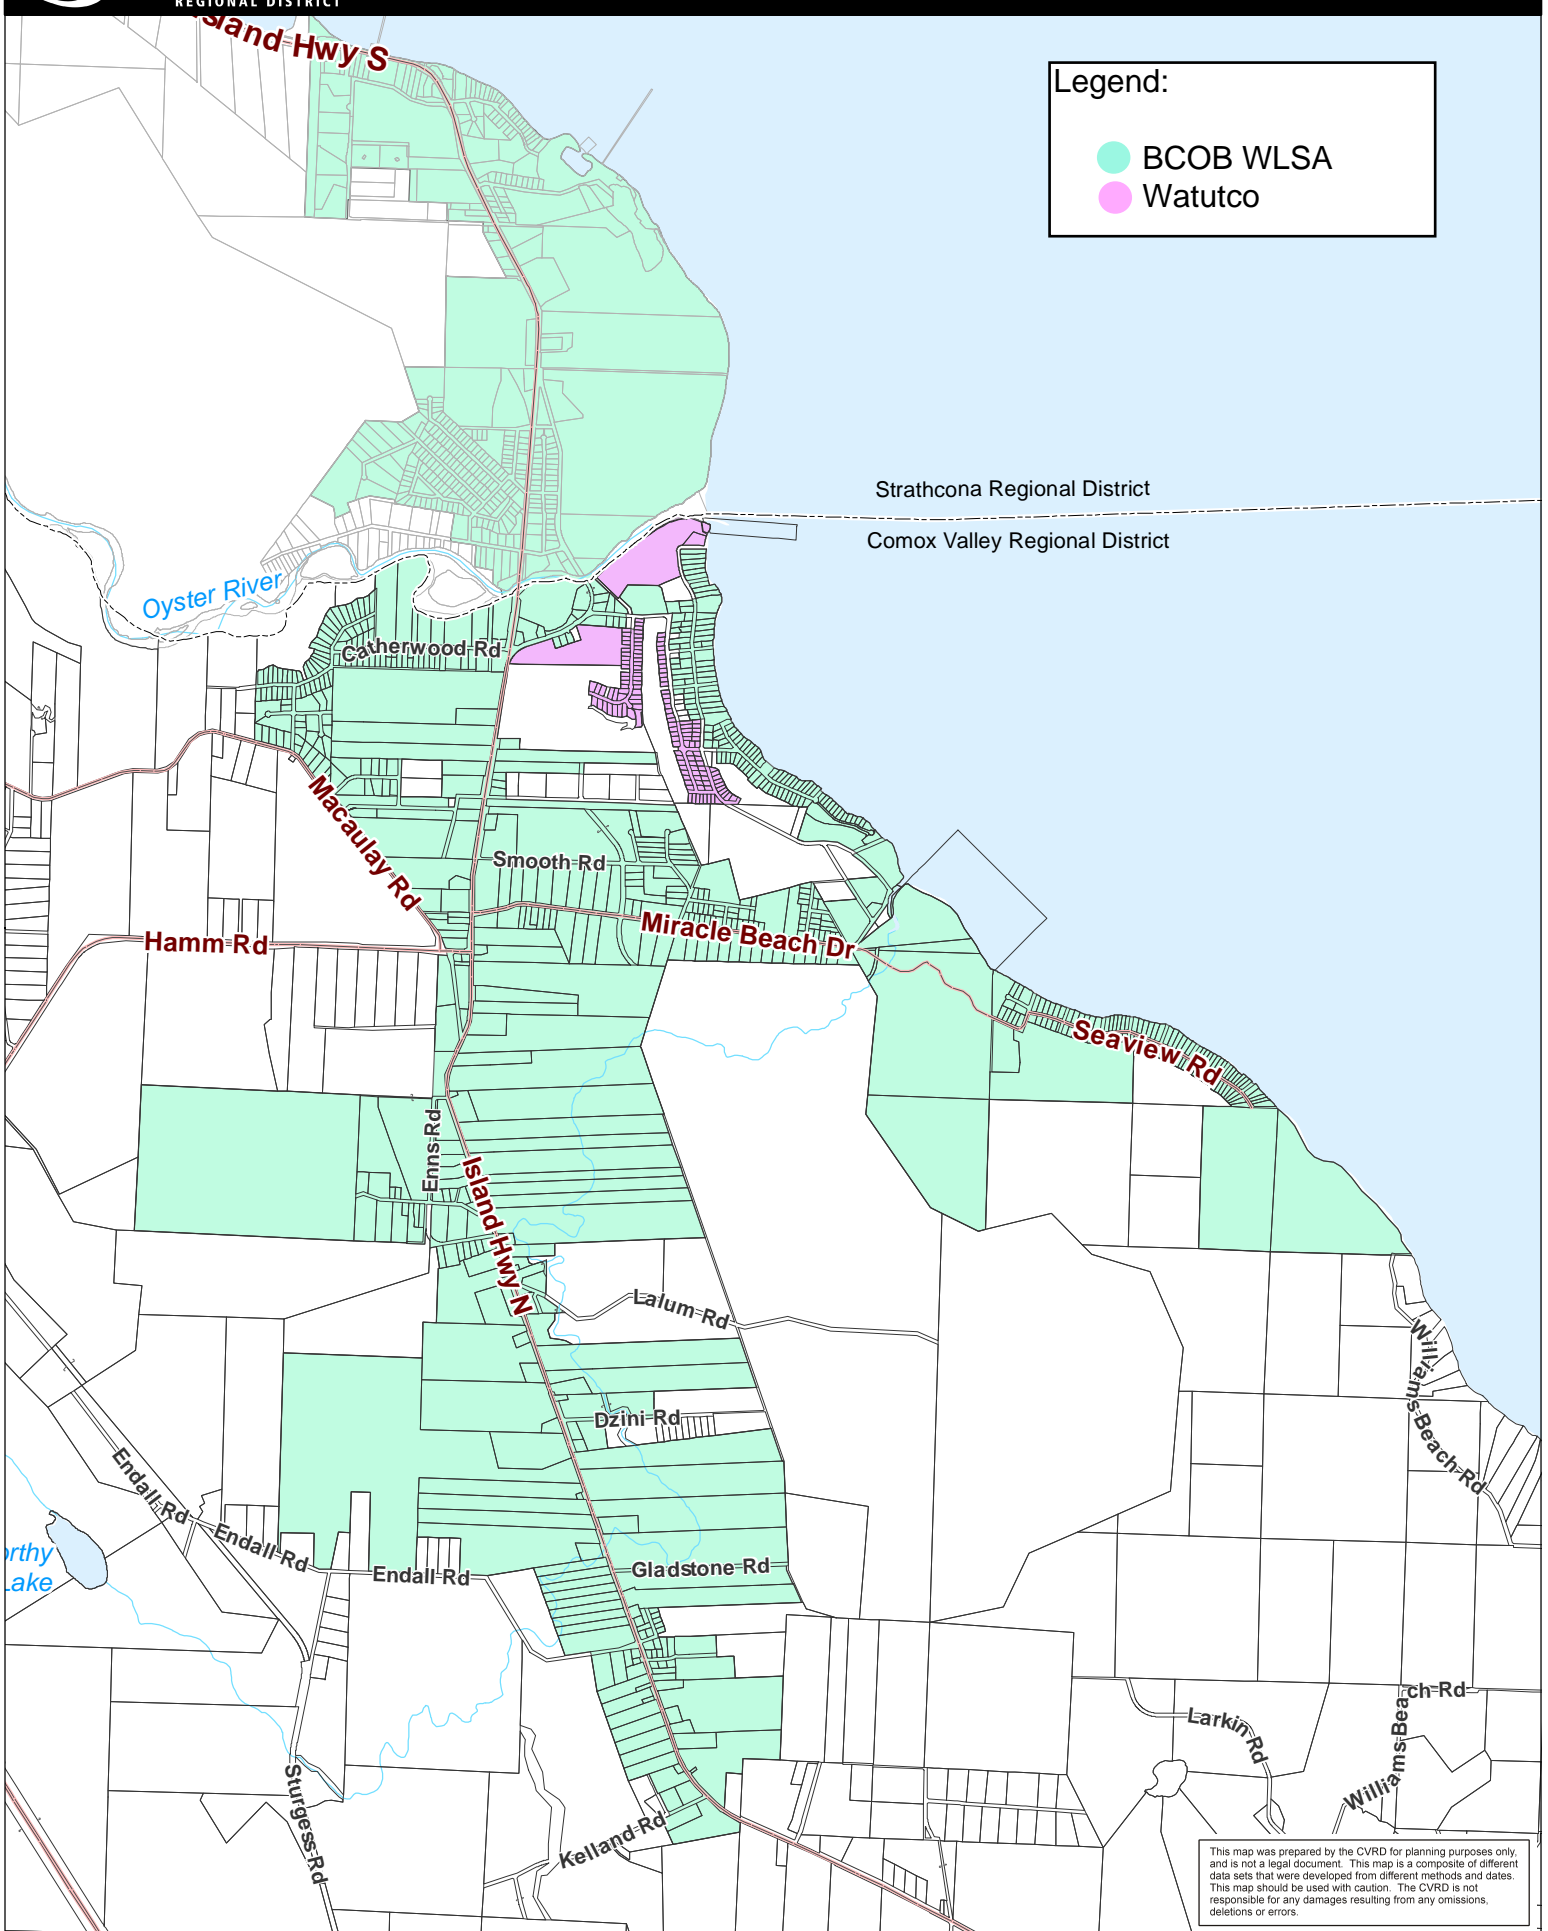 REGIONAL DISTRICT
sland Hwy S
Legend:
BCOB WLSA
Watutco
Strathcona Regional District
Comox Valley Regional District
Oyster River
Catherwood Rd
Macaulay Rd
Smooth Rd
Miracle Beach Dr
Hamm Rd
Seaview Rd
Enns Rd
Island Hwy N
Lalum Rd
Williams Beach Rd
Dzini Rd
Endall Rd
Endall Rd
Endall Rd
Gladstone Rd
orthy
Lake
Williams Beach Rd
Larkin Rd
Williams
Sturgess Rd
Kelland Rd
This map was prepared by the CVRD for planning purposes only,
and is not a legal document. This map is a composite of different
data sets that were developed from different methods and dates.
This map should be used with caution. The CVRD is not
responsible for any damages resulting from any omissions,
deletions or errors.